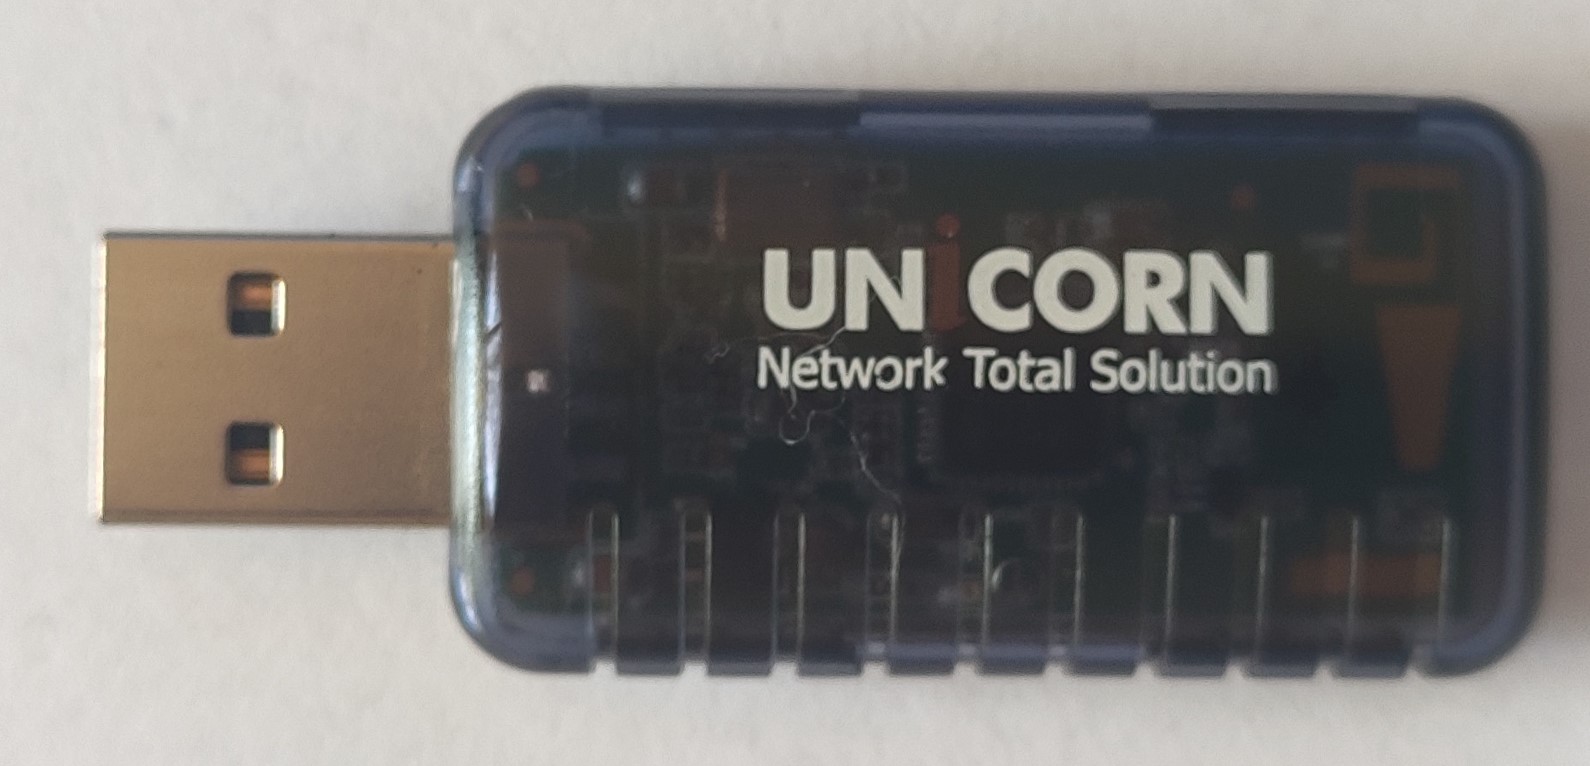 UNiCORN
Network Total Solution